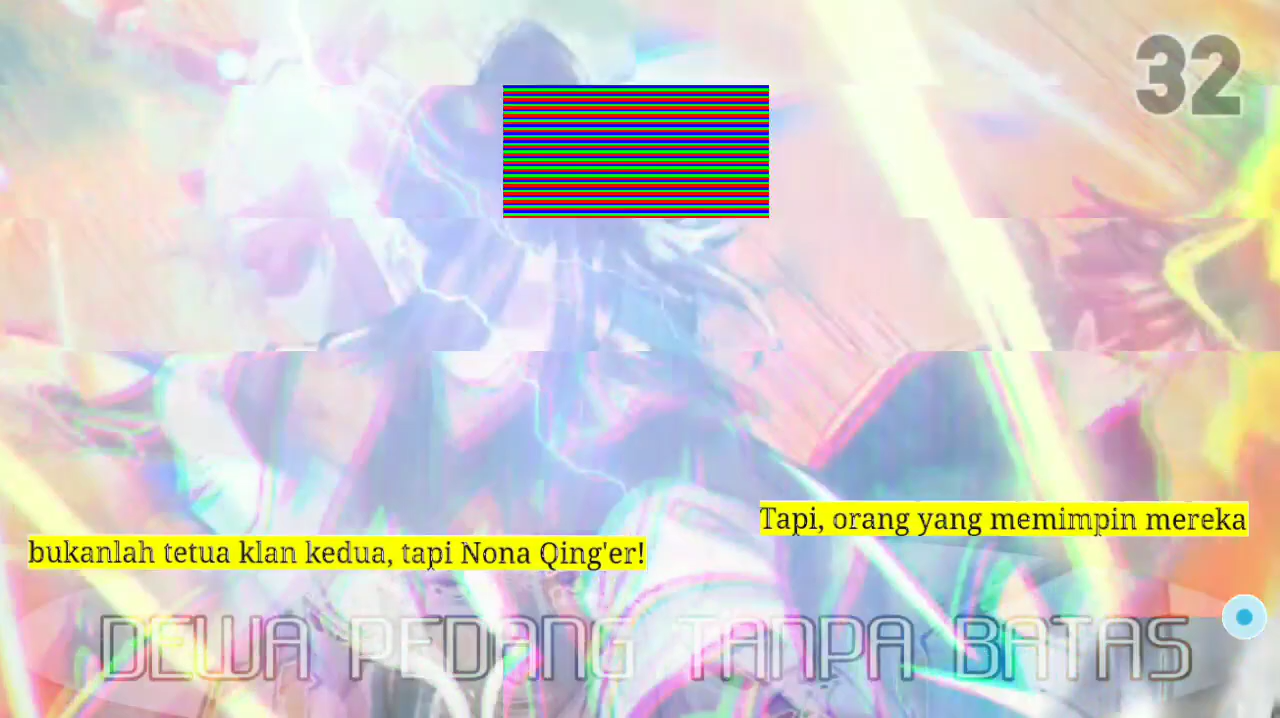 32
Tapi, orang yang memimpin mereka
bukanlah tetua klan kedua, tapi Nona Qing'er!
DEWA PEDANG TANPA BATAS